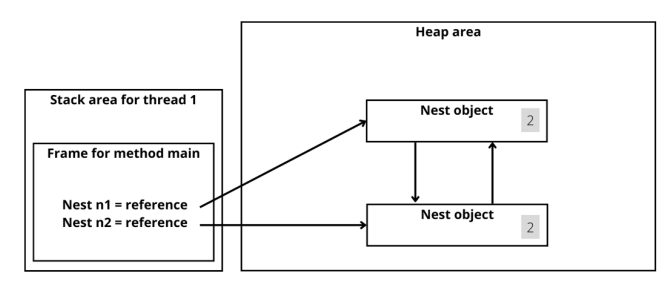 Heap area
Stack area for thread 1
Frame for method main
Nest n1 = reference
Nest n2 = reference
Nest object
2
Nest object
2